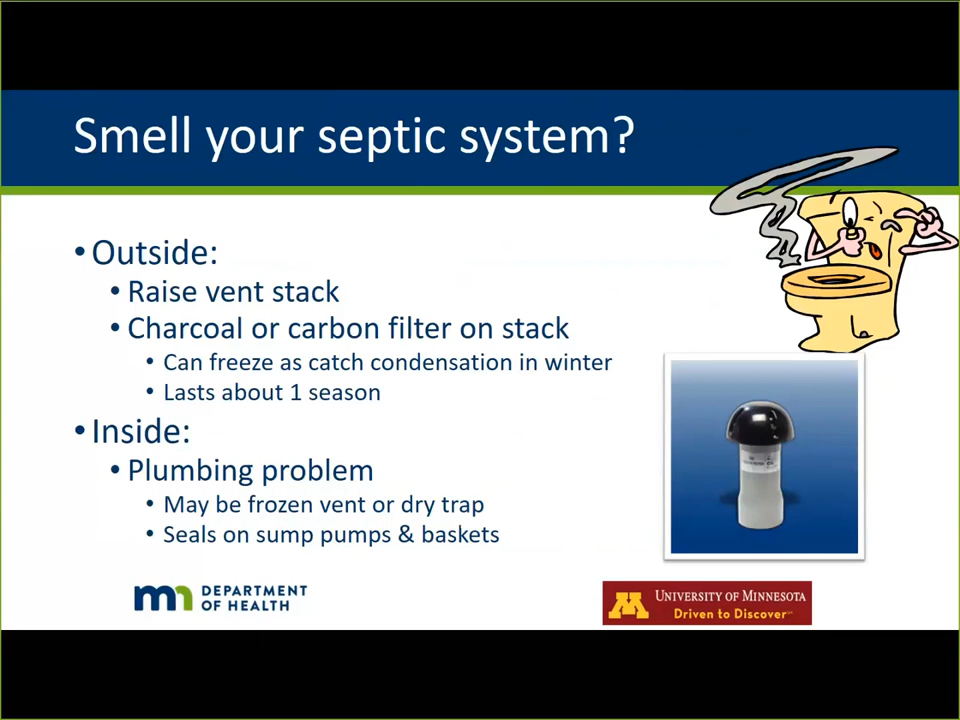 Smell your septic system?
• Outside:
• Raise vent stack
• Charcoal or carbon filter on stack
• Can freeze as catch condensation in winter
• Lasts about 1 season
• Inside:
• Plumbing problem
• May be frozen vent or dry trap
• Seals on sump pumps & baskets
mn DEPARTMENT
OF HEALTH
M UNIVERSITY OF MINNESOTA
Driven to Discover